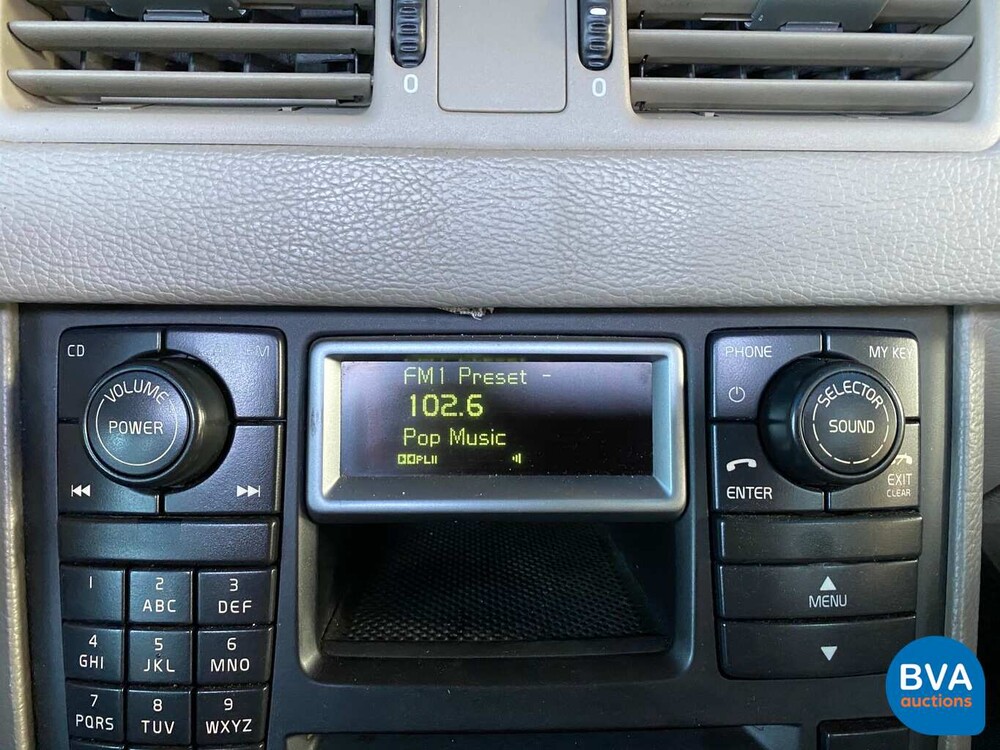 0
0
CD
VOLUME
POWER
FM1 Preset -
102.6
Pop Music
PLII
PHONE
MY KEY
SELECTOR
SOUND
ENTER
EXIT
CLEAR
1
2
ABC
3
DEF
4
GHI
5
JKL
6
MNO
7
PQRS
8
TUV
9
WXYZ
MENU
BVA
auctions